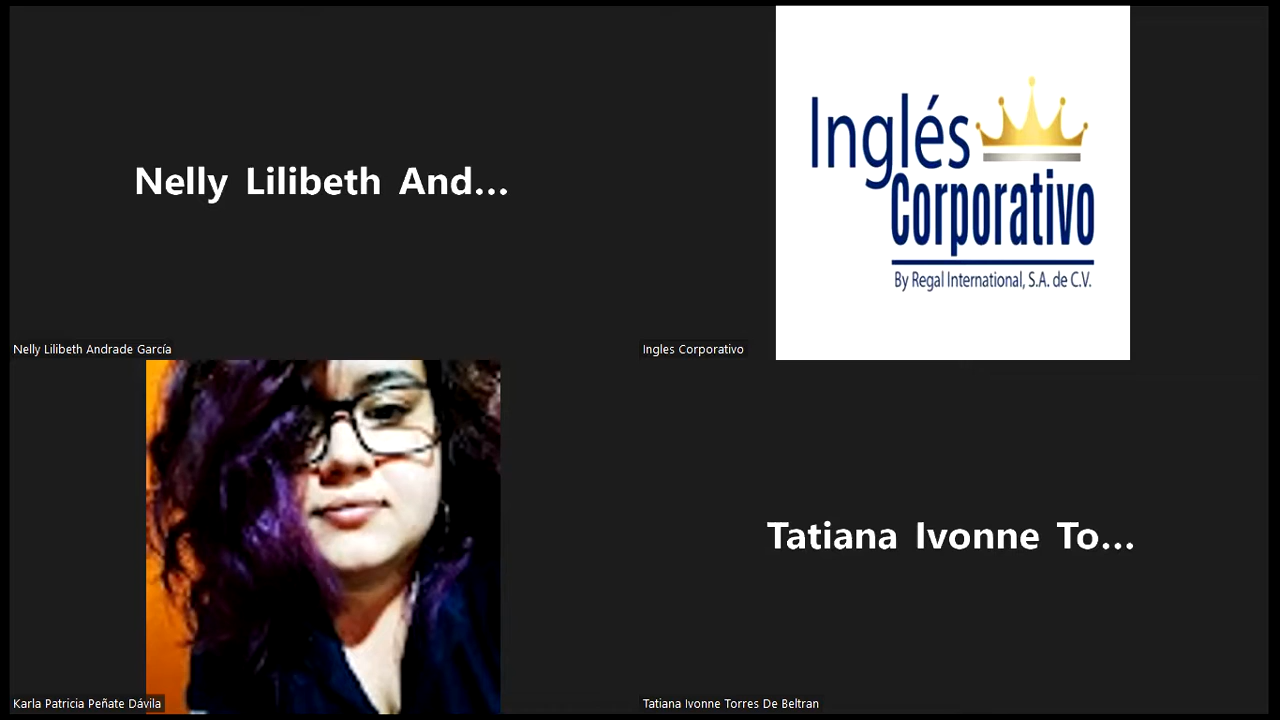 Nelly Lilibeth And...
Nelly Lilibeth Andrade García
Inglés
Corporativo
By Regal International, S.A. de C.V.
Ingles Corporativo
Karla Patricia Peñate Dávila
Tatiana Ivonne To...
Tatiana Ivonne Torres De Beltran